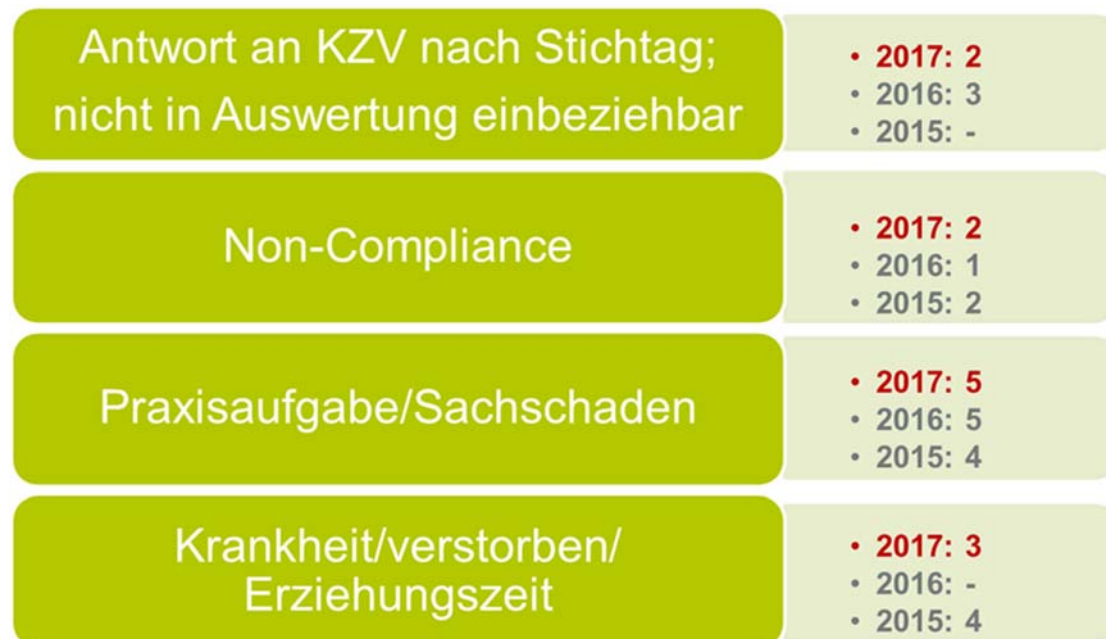 Antwort an KZV nach Stichtag;
nicht in Auswertung einbeziehbar
• 2017: 2
• 2016: 3
• 2015: -
Non-Compliance
• 2017: 2
• 2016: 1
• 2015: 2
Praxisaufgabe/Sachschaden
• 2017: 5
• 2016: 5
• 2015: 4
Krankheit/verstorben/
Erziehungszeit
• 2017: 3
• 2016: -
• 2015: 4